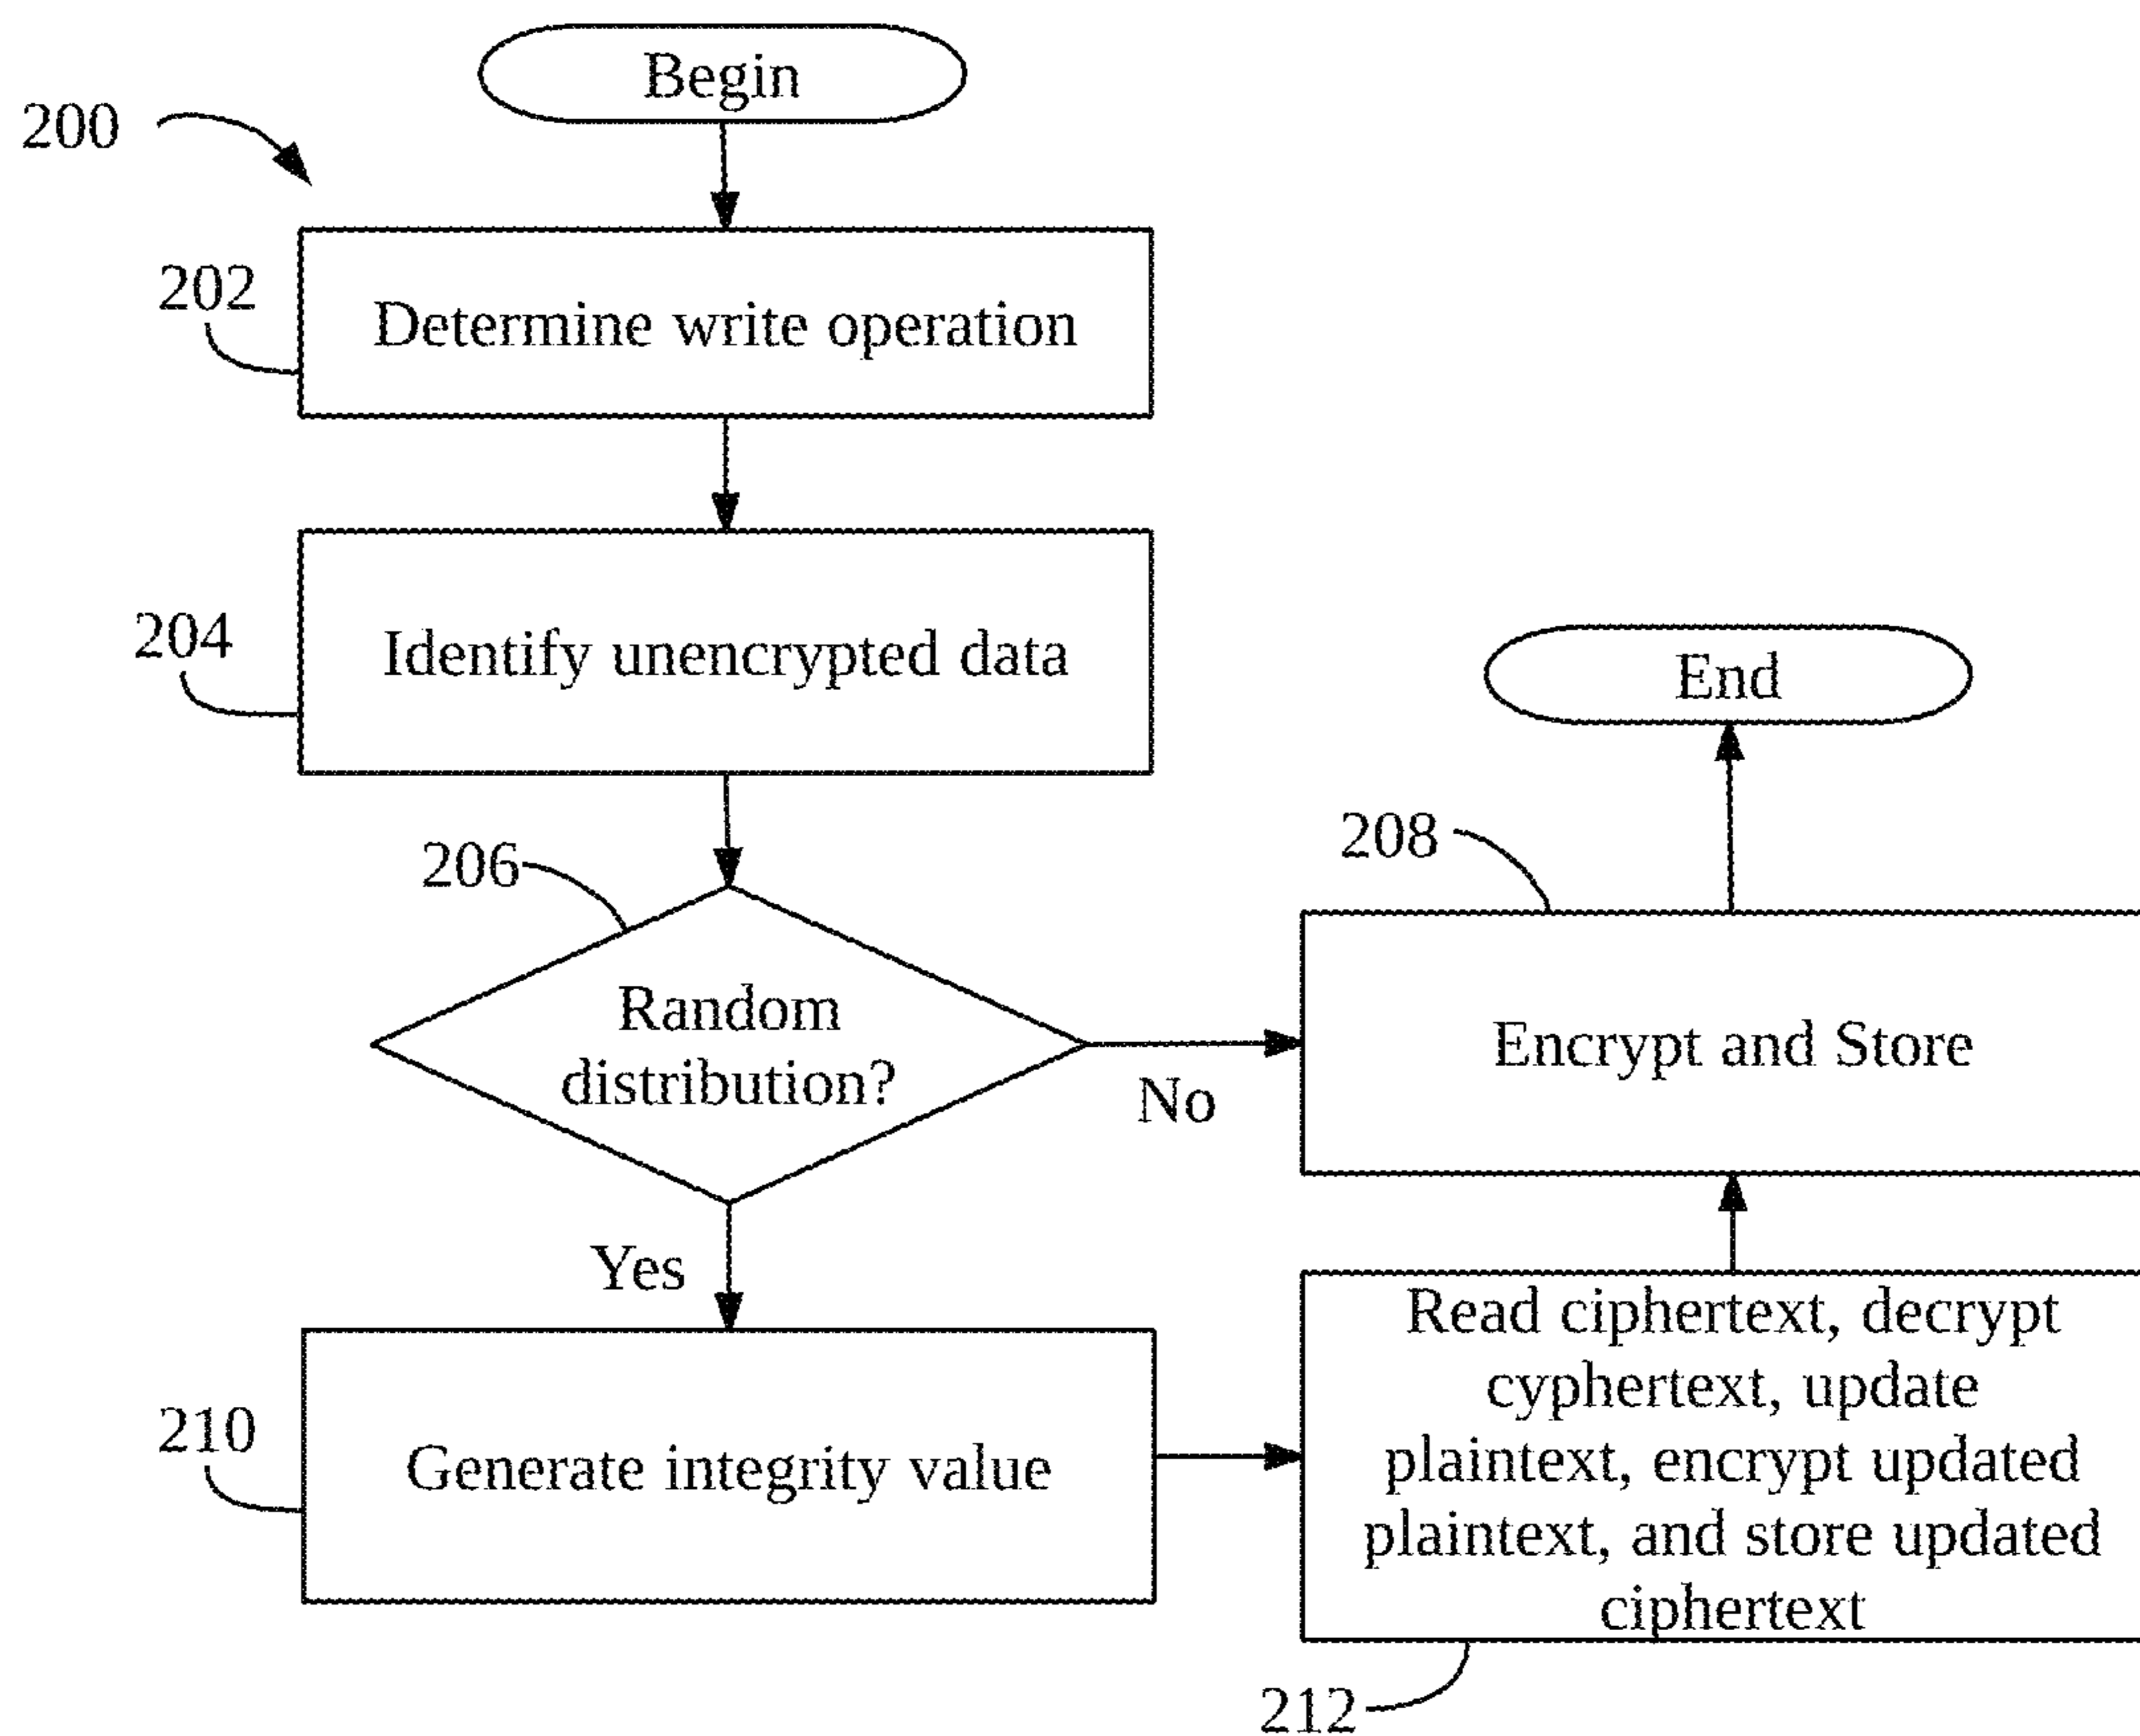 Begin
200
202
Determine write operation
204
Identify unencrypted data
End
206
208
Random
distribution?
No
Encrypt and Store
Yes
210
Generate integrity value
Read ciphertext, decrypt
cyphertext, update
plaintext, encrypt updated
plaintext, and store updated
ciphertext
212